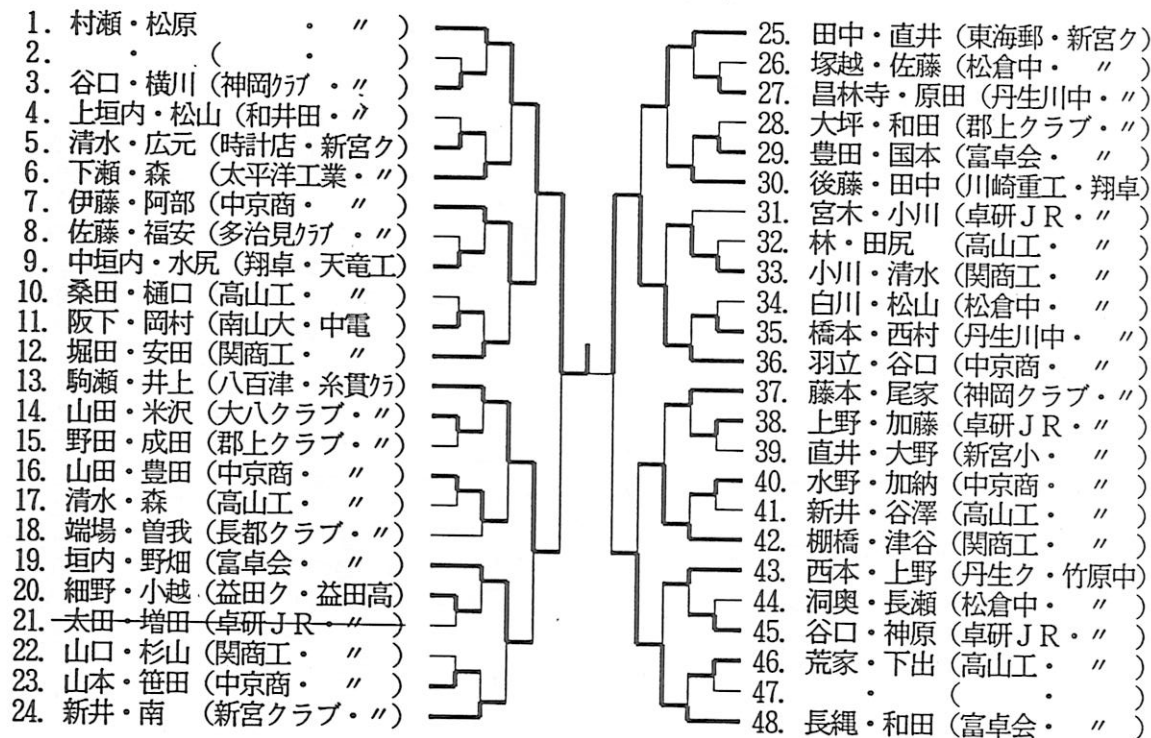 1. 村瀬・松原 ・ 〃 )
2. ・ ( ・ )
3. 谷口・横川 (神岡クラブ・〃)
4. 上垣内・松山 (和井田・〃)
5. 清水・広元 (時計店・新宮ク)
6. 下瀬・森 (太平洋工業・〃)
7. 伊藤・阿部 (中京商・ 〃 )
8. 佐藤・福安 (多治見クラブ・〃)
9. 中垣内・水尻 (翔卓・天竜工)
10. 桑田・樋口 (高山工・ 〃 )
11. 阪下・岡村 (南山大・中電 )
12. 堀田・安田 (関商工・ 〃 )
13. 駒瀬・井上 (八百津・糸貫クラ)
14. 山田・米沢 (大八クラブ・〃)
15. 野田・成田 (郡上クラブ・〃)
16. 山田・豊田 (中京商・ 〃 )
17. 清水・森 (高山工・ 〃 )
18. 端場・曽我 (長都クラブ・〃)
19. 垣内・野畑 (富卓会・ 〃 )
20. 細野・小越 (益田ク・益田高)
21. 太田・増田 (卓研JR・〃)
22. 山口・杉山 (関商工・ 〃 )
23. 山本・笹田 (中京商・ 〃 )
24. 新井・南 (新宮クラブ・〃)
25. 田中・直井 (東海郵・新宮ク)
26. 塚越・佐藤 (松倉中・ 〃 )
27. 昌林寺・原田 (丹生川中・〃)
28. 大坪・和田 (郡上クラブ・〃)
29. 豊田・国本 (富卓会・ 〃 )
30. 後藤・田中 (川崎重工・翔卓)
31. 宮木・小川 (卓研JR・〃)
32. 林・田尻 (高山工・ 〃 )
33. 小川・清水 (関商工・ 〃 )
34. 白川・松山 (松倉中・ 〃 )
35. 橋本・西村 (丹生川中・ 〃)
36. 羽立・谷口 (中京商・ 〃 )
37. 藤本・尾家 (神岡クラブ・〃)
38. 上野・加藤 (卓研JR・〃)
39. 直井・大野 (新宮小・ 〃 )
40. 水野・加納 (中京商・ 〃 )
41. 新井・谷澤 (高山工・ 〃 )
42. 棚橋・津谷 (関商工・ 〃 )
43. 西本・上野 (丹生ク・竹原中)
44. 洞奥・長瀬 (松倉中・ 〃 )
45. 谷口・神原 (卓研JR・〃)
46. 荒家・下出 (高山工・ 〃 )
47. ・ ( ・ )
48. 長縄・和田 (富卓会・ 〃 )